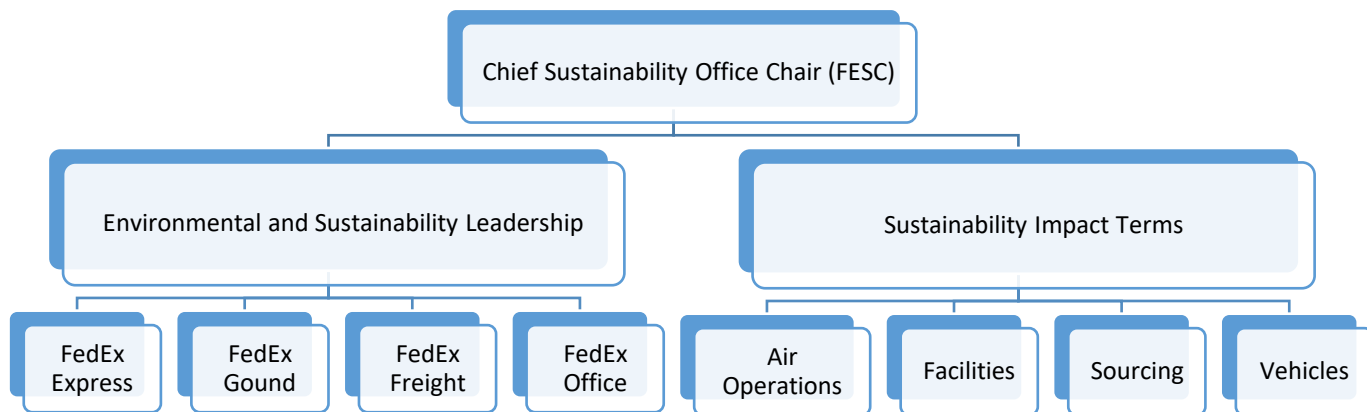 Chief Sustainability Office Chair (FESC)
Environmental and Sustainability Leadership
Sustainability Impact Terms
FedEx
Express
FedEx
Gound
FedEx
Freight
FedEx
Office
Air
Operations
Facilities
Sourcing
Vehicles